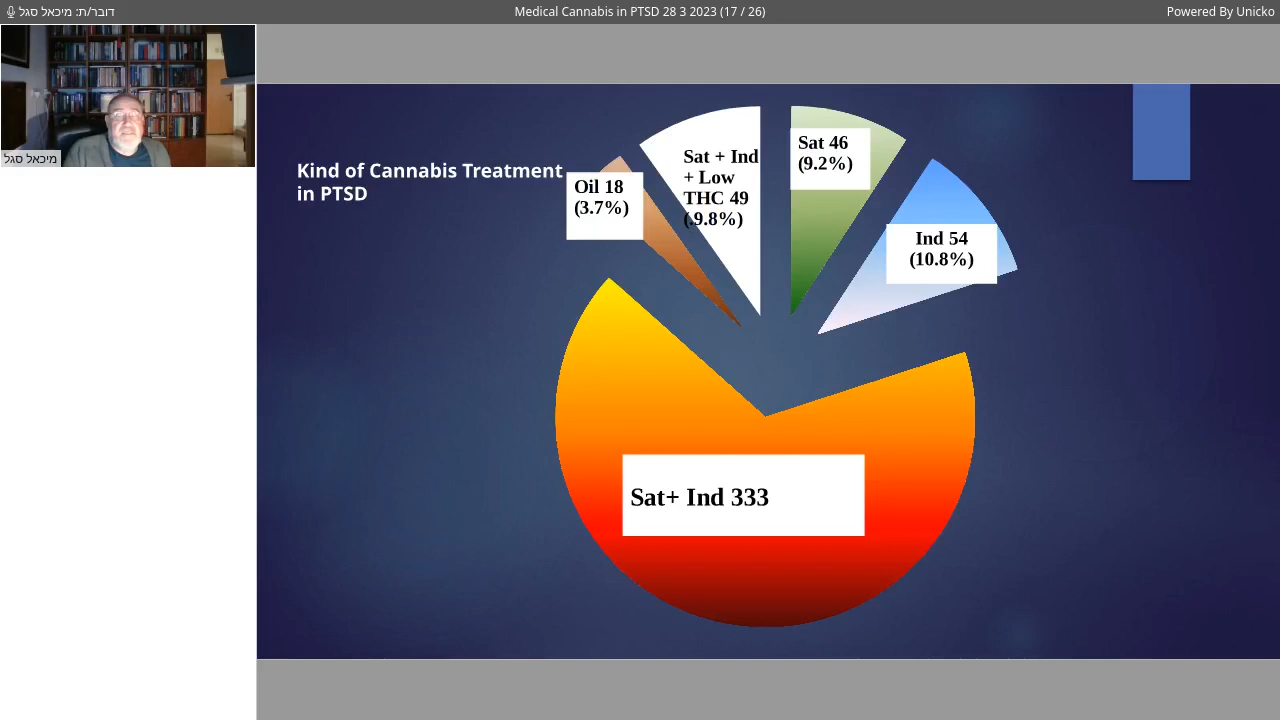 דובר/ת: מיכאל סגל
Medical Cannabis in PTSD 28 3 2023 (17 / 26)
Powered By Unicko
מיכאל סגל
Kind of Cannabis Treatment
in PTSD
Oil 18
(3.7%)
Sat + Ind
+ Low
THC 49
(.9.8%)
Sat 46
(9.2%)
Ind 54
(10.8%)
Sat+ Ind 333